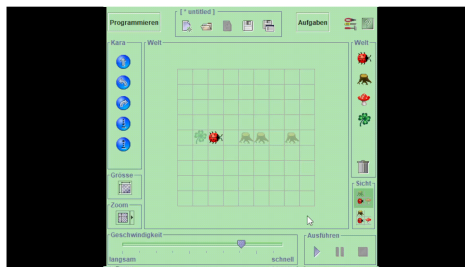 [* untitled]
Programmieren
Aufgaben
Kara
Welt
Welt
Grösse
Zoom
Sicht
Geschwindigkeit
langsam
schnell
Ausführen